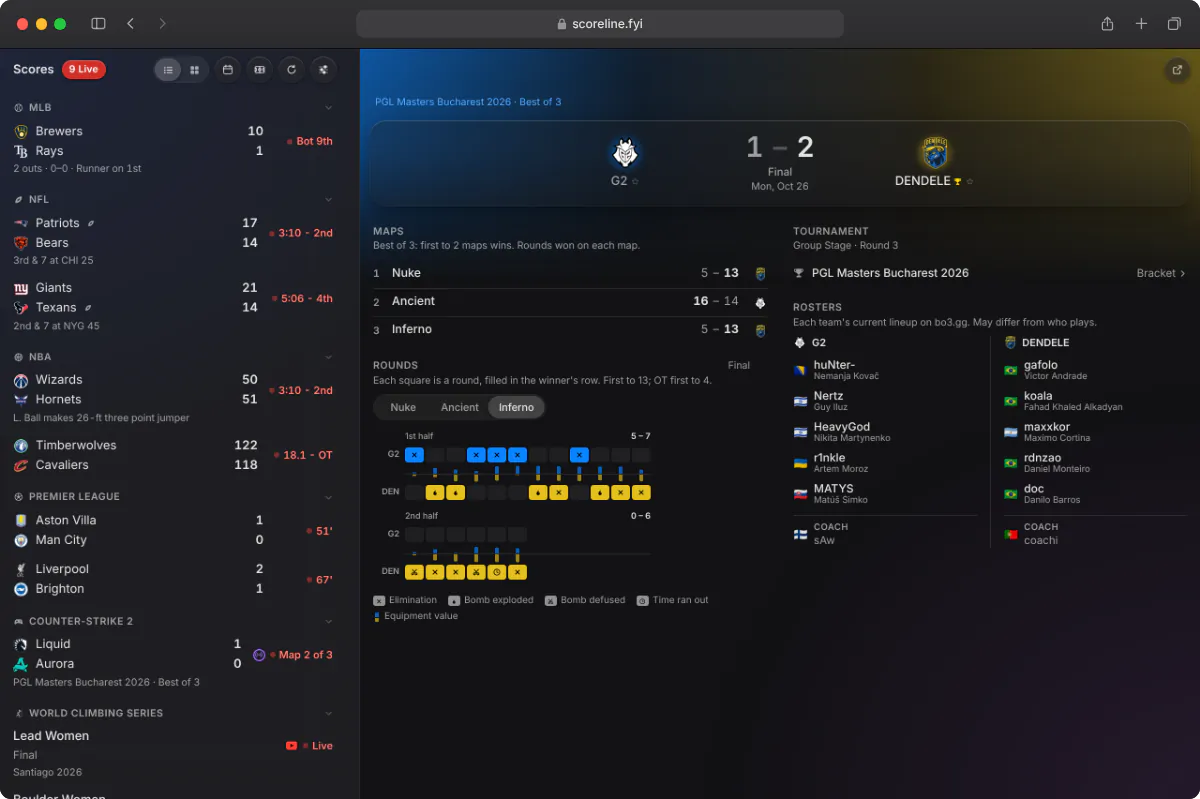 scoreline.fyi
Scores 9 Live
MLB
Brewers 10
Rays 1
Bot 9th
2 outs · 0–0 · Runner on 1st
NFL
Patriots 17
Bears 14
3:10 - 2nd
3rd & 7 at CHI 25
Giants 21
Texans 14
5:06 - 4th
2nd & 7 at NYG 45
NBA
Wizards 50
Hornets 51
3:10 - 2nd
L. Ball makes 26-ft three point jumper
Timberwolves 122
Cavaliers 118
18.1 - OT
PREMIER LEAGUE
Aston Villa 1
Man City 0
51'
Liverpool 2
Brighton 1
67'
COUNTER-STRIKE 2
Liquid 1
Aurora 0
Map 2 of 3
PGL Masters Bucharest 2026 · Best of 3
WORLD CLIMBING SERIES
Lead Women
Final
Live
Santiago 2026
Boulder Women
PGL Masters Bucharest 2026 · Best of 3
G2
1 – 2
Final
Mon, Oct 26
DENDELE
MAPS
Best of 3: first to 2 maps wins. Rounds won on each map.
1 Nuke 5 – 13
2 Ancient 16 – 14
3 Inferno 5 – 13
ROUNDS Final
Each square is a round, filled in the winner's row. First to 13; OT first to 4.
Nuke Ancient Inferno
1st half 5–7
G2
DEN
2nd half 0–6
G2
DEN
Elimination Bomb exploded Bomb defused Time ran out
Equipment value
TOURNAMENT
Group Stage · Round 3
PGL Masters Bucharest 2026 Bracket
ROSTERS
Each team's current lineup on bo3.gg. May differ from who plays.
G2
huNter-
Nemanja Kovač
Nertz
Guy Iluz
HeavyGod
Nikita Martynenko
r1nkle
Artem Moroz
MATYS
Matúš Šimko
COACH
sAw
DENDELE
gafolo
Victor Andrade
koala
Fahad Khaled Alkadyan
maxxkor
Maximo Cortina
rdnzao
Daniel Monteiro
doc
Danilo Barros
COACH
coachi